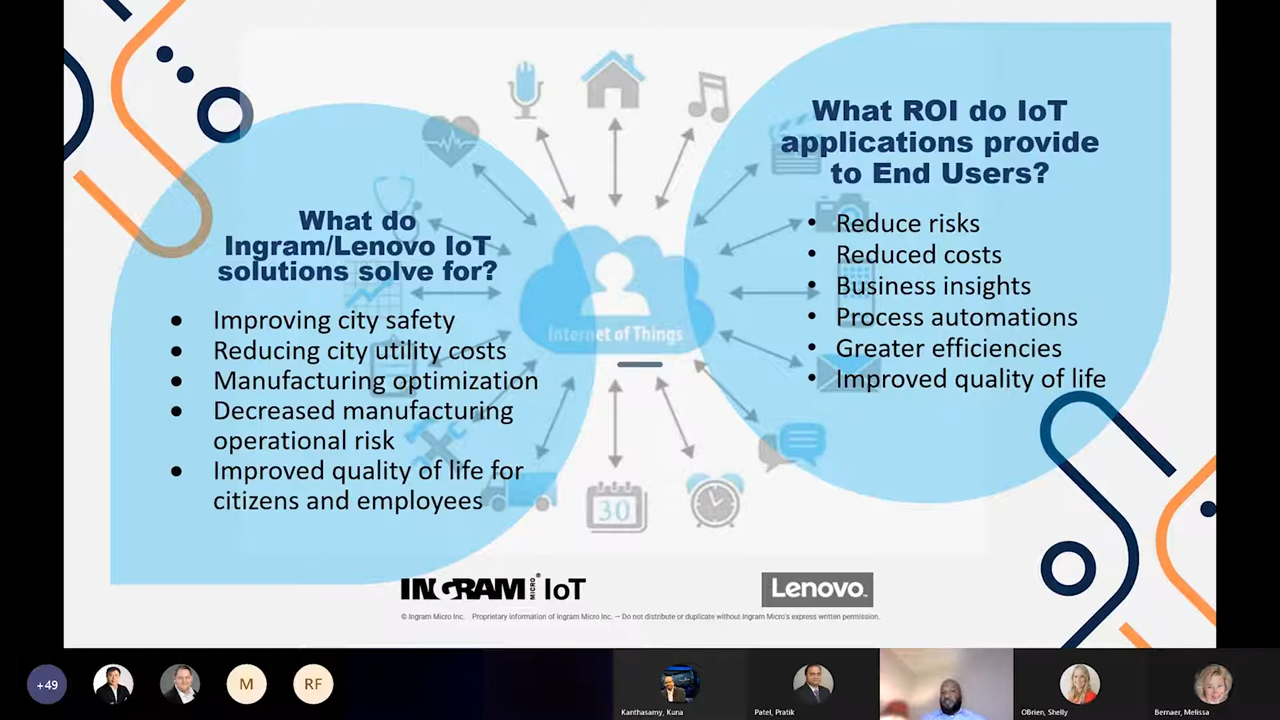 What do
Ingram/Lenovo IoT
solutions solve for?
● Improving city safety
● Reducing city utility costs
● Manufacturing optimization
● Decreased manufacturing
operational risk
● Improved quality of life for
citizens and employees
Internet of Things
30
What ROI do IoT
applications provide
to End Users?
• Reduce risks
• Reduced costs
• Business insights
• Process automations
• Greater efficiencies
• Improved quality of life
INGRAM MICRO® IoT
Lenovo™
© Ingram Micro Inc. Proprietary information of Ingram Micro Inc. — Do not distribute or duplicate without Ingram Micro's express written permission.
+49
M
RF
Kanthasamy, Kuna
Patel, Pratik
OBrien, Shelly
Bernaer, Melissa